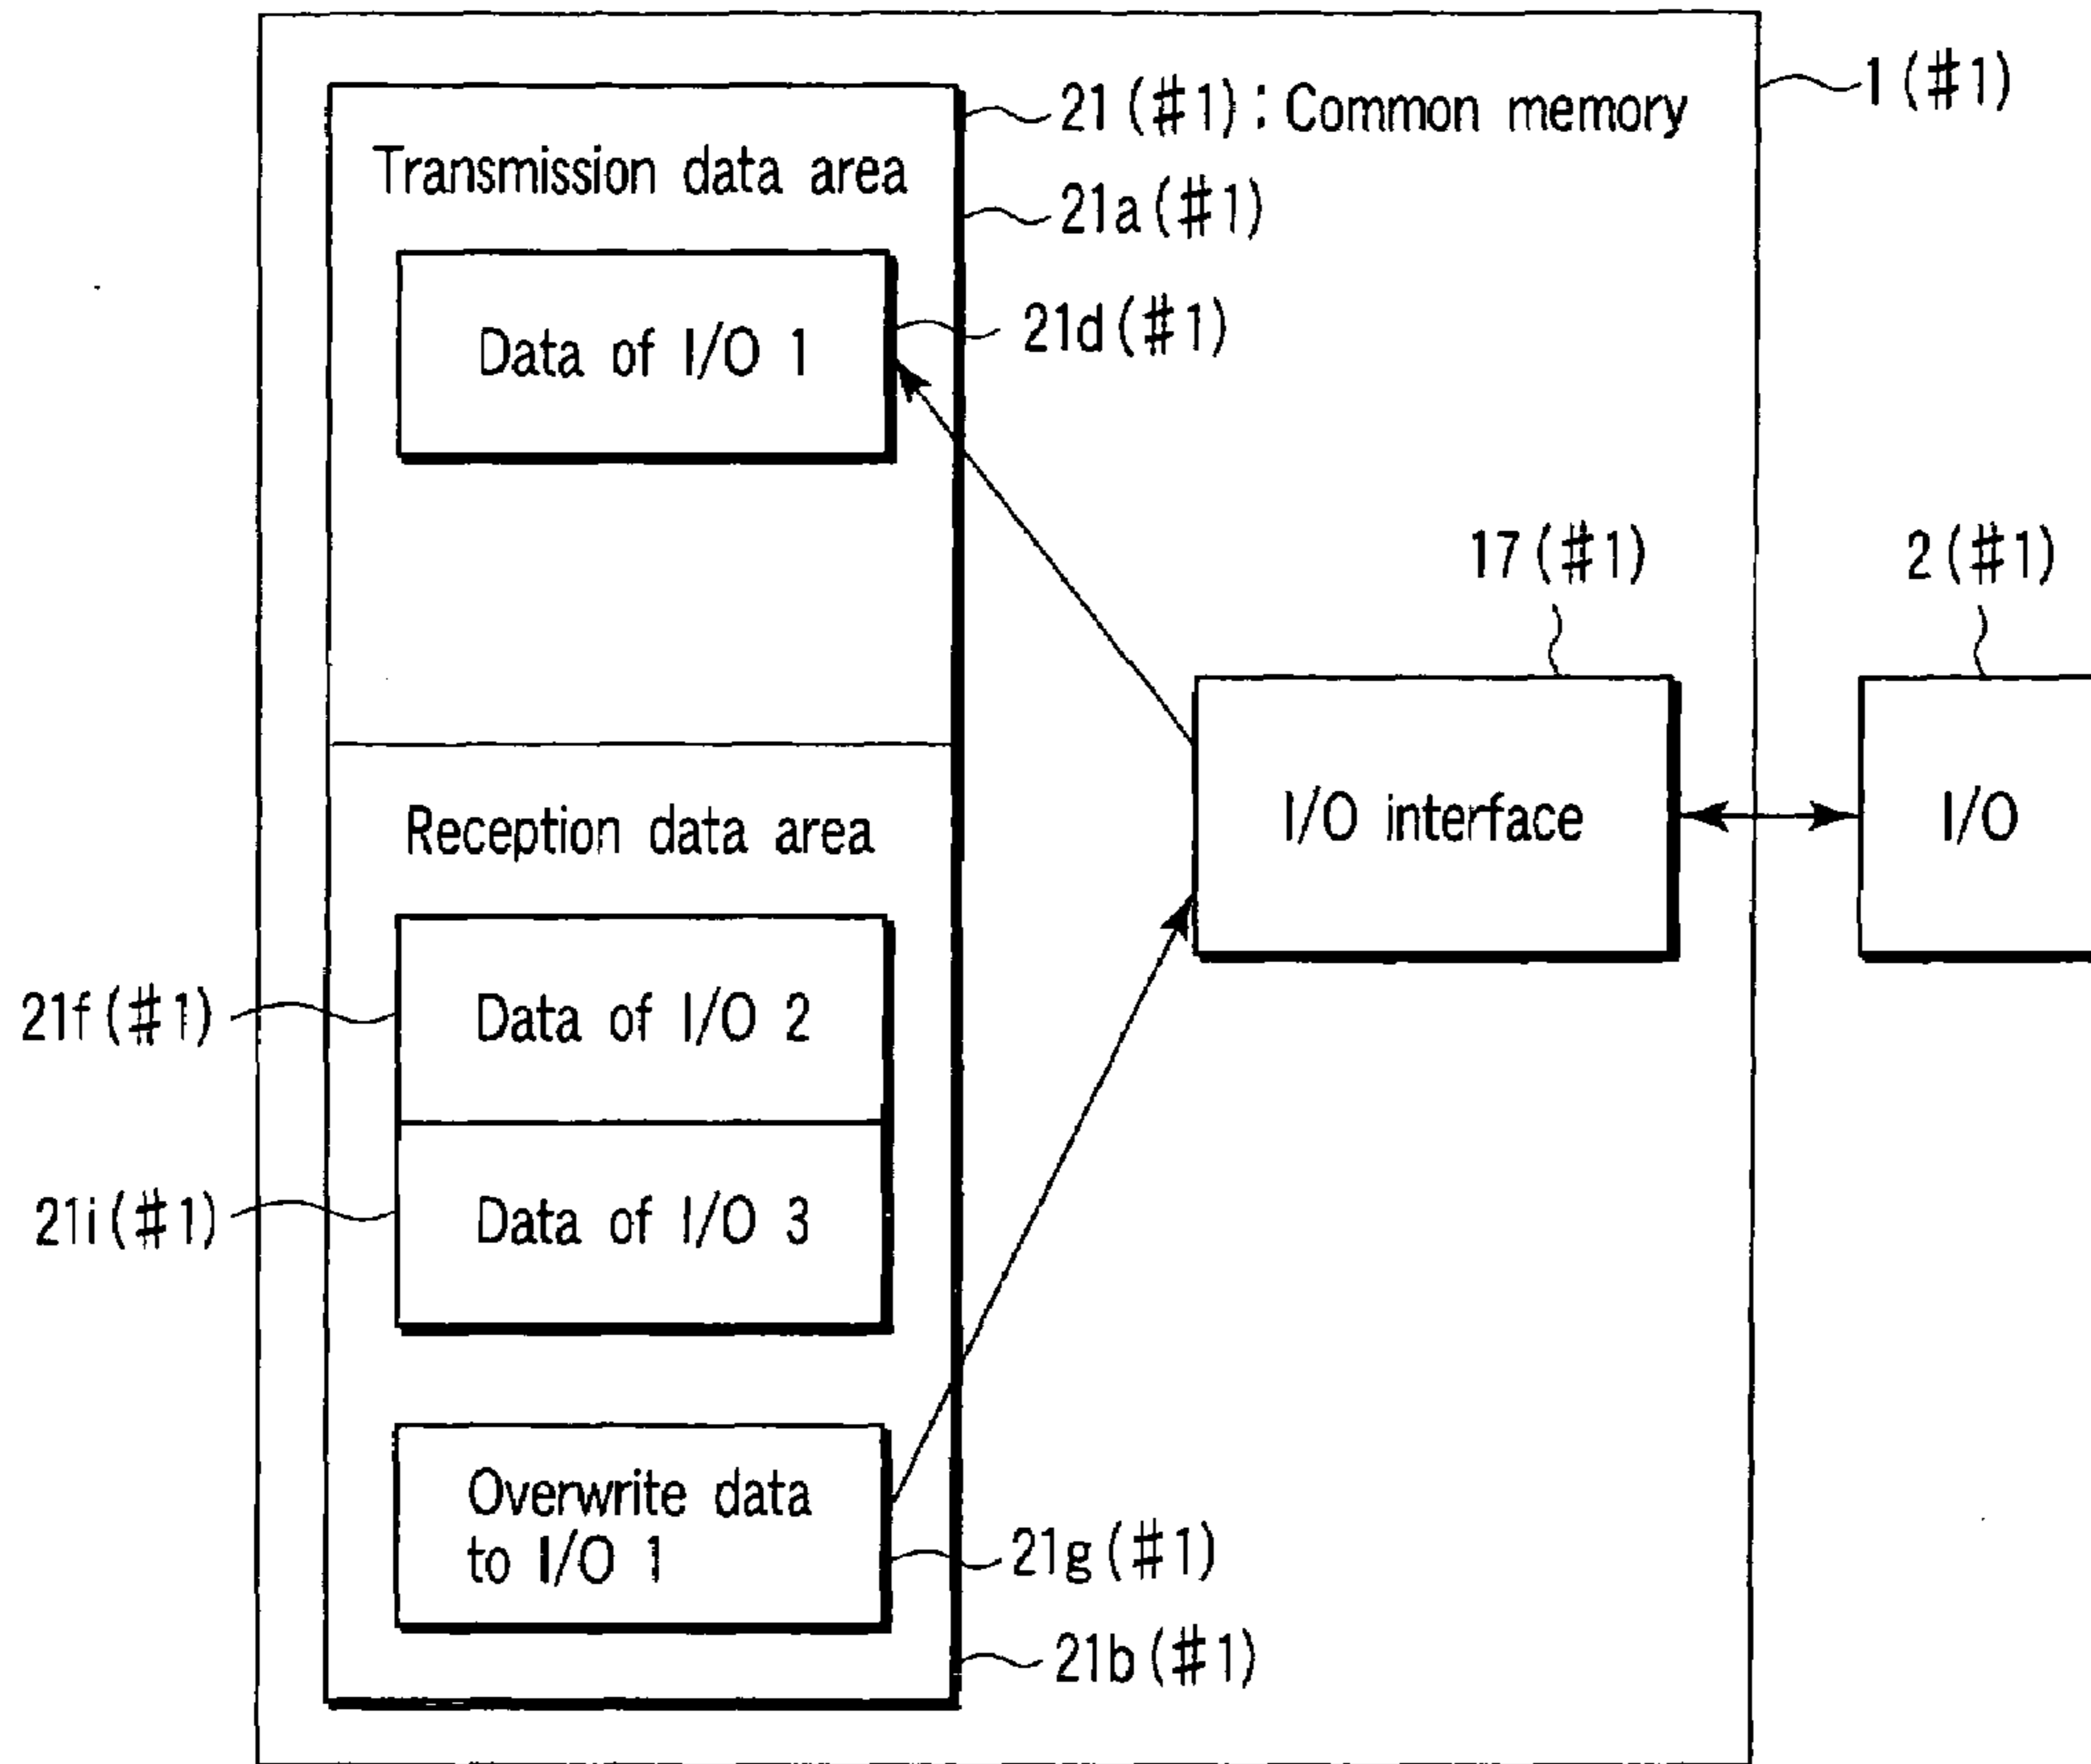 1(#1)
21(#1):Common memory
Transmission data area
21a(#1)
21d(#1)
Data of I/O 1
17(#1)
2(#1)
I/O interface
I/O
Reception data area
21f(#1)
Data of I/O 2
21i(#1)
Data of I/O 3
Overwrite data
to I/O 1
21g(#1)
21b(#1)